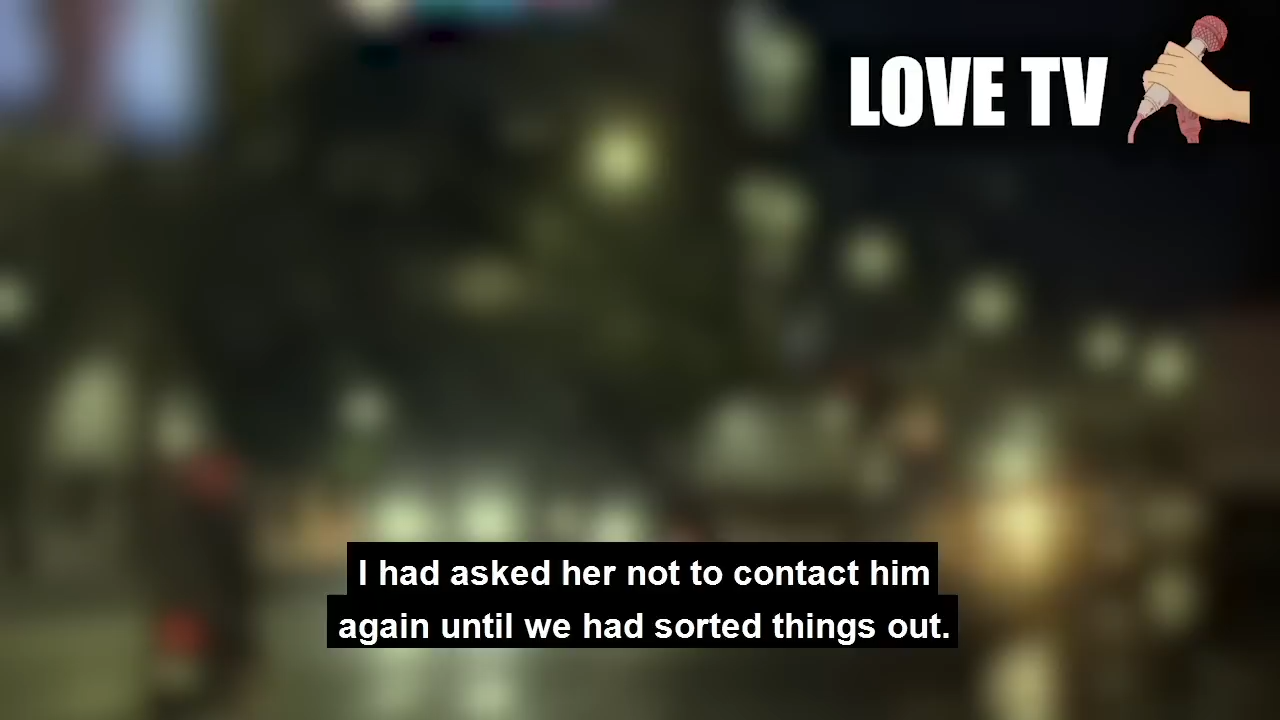 LOVE TV
I had asked her not to contact him
again until we had sorted things out.